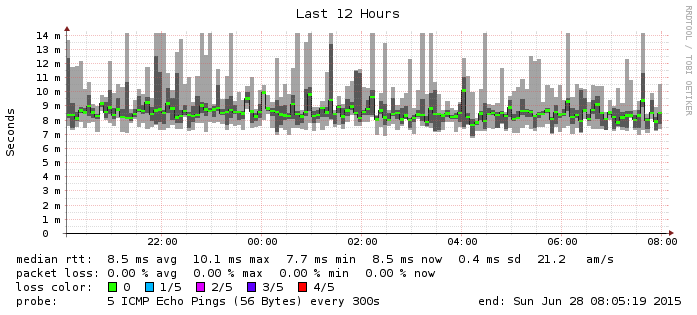 Last 12 Hours
RRDTOOL / TOBI OETIKER
Seconds
14 m
13 m
12 m
11 m
10 m
9 m
8 m
7 m
6 m
5 m
4 m
3 m
2 m
1 m
0
22:00 00:00 02:00 04:00 06:00 08:00
median rtt: 8.5 ms avg 10.1 ms max 7.7 ms min 8.5 ms now 0.4 ms sd 21.2 am/s
packet loss: 0.00 % avg 0.00 % max 0.00 % min 0.00 % now
loss color: 0 1/5 2/5 3/5 4/5
probe: 5 ICMP Echo Pings (56 Bytes) every 300s end: Sun Jun 28 08:05:19 2015